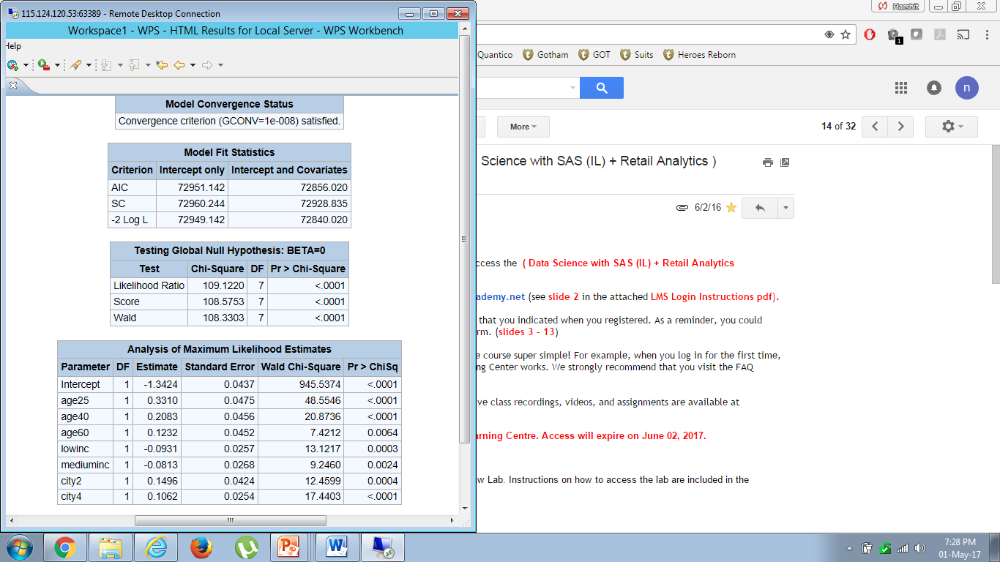 115.124.120.53:63389 - Remote Desktop Connection
Workspace1 - WPS - HTML Results for Local Server - WPS Workbench
Help
Model Convergence Status
Convergence criterion (GCONV=1e-008) satisfied.
Model Fit Statistics
Criterion Intercept only Intercept and Covariates
AIC 72951.142 72856.020
SC 72960.244 72928.835
-2 Log L 72949.142 72840.020
Testing Global Null Hypothesis: BETA=0
Test Chi-Square DF Pr > Chi-Square
Likelihood Ratio 109.1220 7 <.0001
Score 108.5753 7 <.0001
Wald 108.3303 7 <.0001
Analysis of Maximum Likelihood Estimates
Parameter DF Estimate Standard Error Wald Chi-Square Pr > ChiSq
Intercept 1 -1.3424 0.0437 945.5374 <.0001
age25 1 0.3310 0.0475 48.5546 <.0001
age40 1 0.2083 0.0456 20.8736 <.0001
age60 1 0.1232 0.0452 7.4212 0.0064
lowinc 1 -0.0931 0.0257 13.1217 0.0003
mediuminc 1 -0.0813 0.0268 9.2460 0.0024
city2 1 0.1496 0.0424 12.4599 0.0004
city4 1 0.1062 0.0254 17.4403 <.0001
Harshit
1
Quantico Gotham GOT Suits Heroes Reborn
n
More 14 of 32
Science with SAS (IL) + Retail Analytics )
6/2/16
ccess the ( Data Science with SAS (IL) + Retail Analytics
ademy.net (see slide 2 in the attached LMS Login Instructions pdf).
that you indicated when you registered. As a reminder, you could
rm. (slides 3 - 13)
e course super simple! For example, when you log in for the first time,
ng Center works. We strongly recommend that you visit the FAQ
ve class recordings, videos, and assignments are available at
arning Centre. Access will expire on June 02, 2017.
w Lab. Instructions on how to access the lab are included in the
7:28 PM
01-May-17